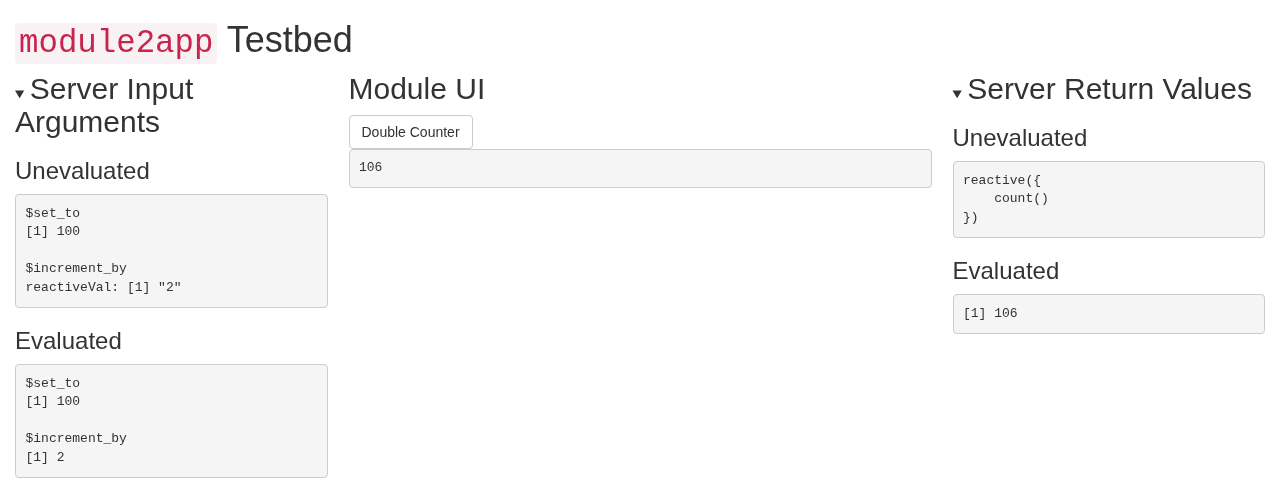 module2app Testbed
▾ Server Input
Arguments
Unevaluated
$set_to
[1] 100
$increment_by
reactiveVal: [1] "2"
Evaluated
$set_to
[1] 100
$increment_by
[1] 2
Module UI
Double Counter
106
▾ Server Return Values
Unevaluated
reactive({
    count()
})
Evaluated
[1] 106